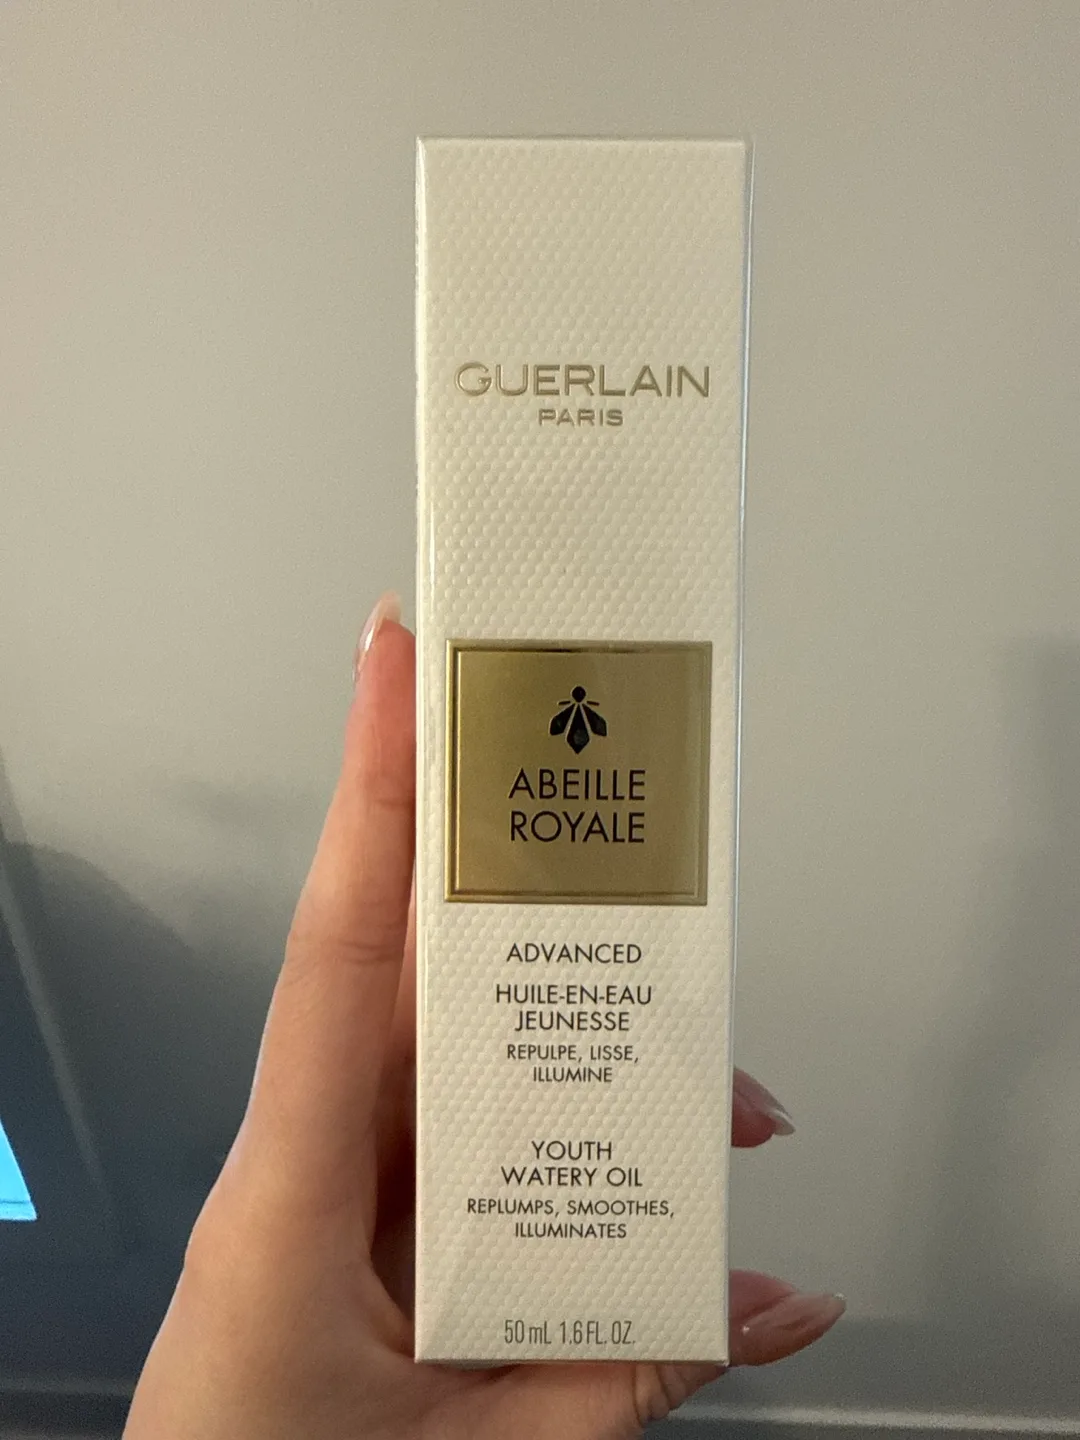 GUERLAIN
PARIS
ABEILLE
ROYALE
ADVANCED
HUILE-EN-EAU
JEUNESSE
REPULPE, LISSE,
ILLUMINE
YOUTH
WATERY OIL
REPLUMPS, SMOOTHES,
ILLUMINATES
50 mL 1.6 FL. OZ.